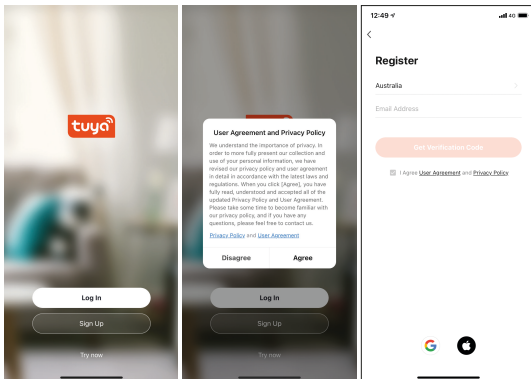 tuya
Log In
Sign Up
Try now
User Agreement and Privacy Policy
We understand the importance of privacy. In
order to more fully present our collection and
use of your personal information, we have
revised our privacy policy and user agreement
in detail in accordance with the latest laws and
regulations. When you click [Agree], you have
fully read, understood and accepted all of the
updated Privacy Policy and User Agreement.
Please take some time to become familiar with
our privacy policy, and if you have any
questions, please feel free to contact us.
Privacy Policy and User Agreement
Disagree Agree
Log In
Sign Up
Try now
12:49 4G
Register
Australia
Email Address
Get Verification Code
I Agree User Agreement and Privacy Policy
G